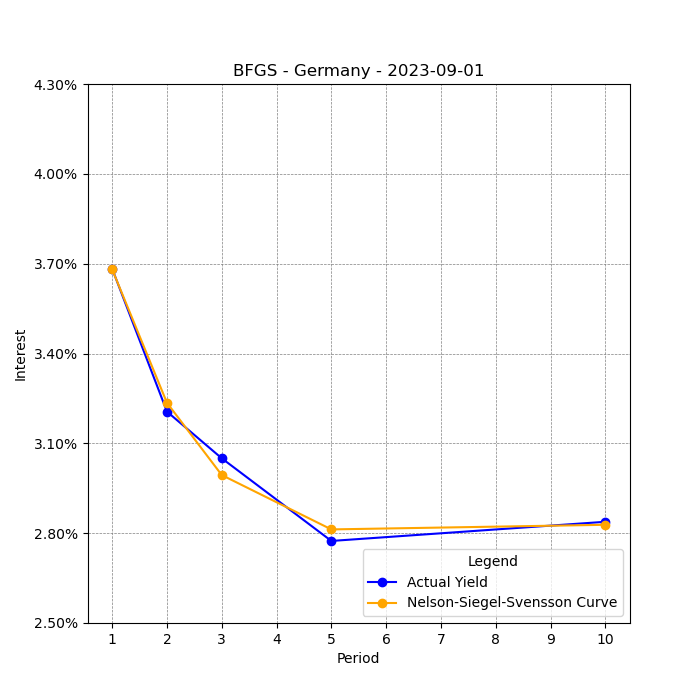 BFGS - Germany - 2023-09-01
4.30%
4.00%
3.70%
3.40%
3.10%
2.80%
2.50%
Interest
1 2 3 4 5 6 7 8 9 10
Period
Legend
Actual Yield
Nelson-Siegel-Svensson Curve